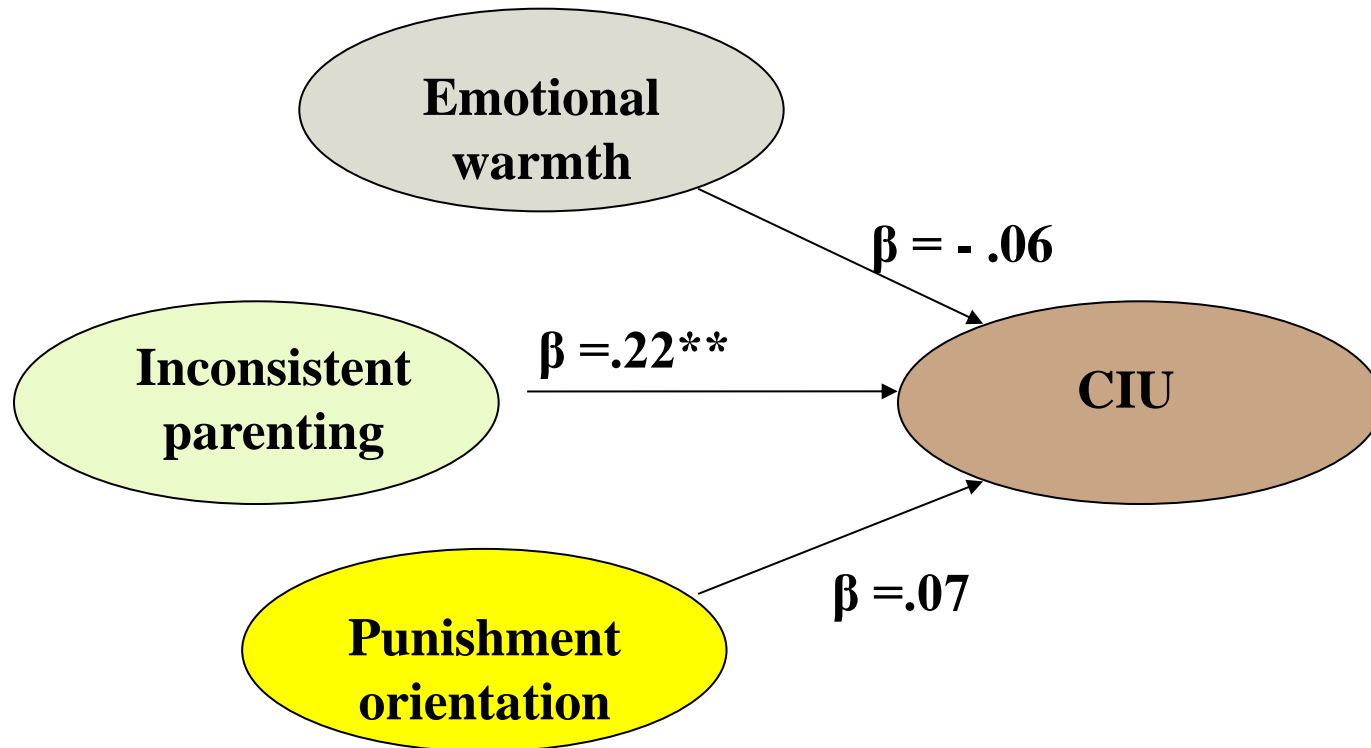 Emotional
warmth
β = - .06
Inconsistent
parenting
β =.22**
CIU
β =.07
Punishment
orientation